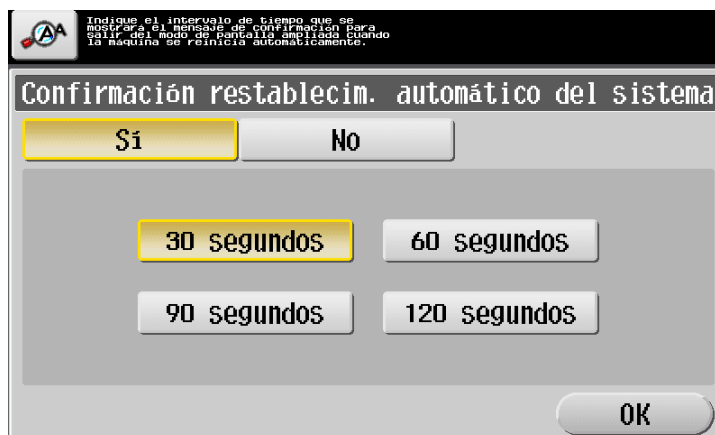 Indique el intervalo de tiempo que se
mostrará el mensaje de confirmación para
salir del modo de pantalla ampliada cuando
la máquina se reinicia automáticamente.
Confirmación restablecim. automático del sistema
Sí No
30 segundos 60 segundos
90 segundos 120 segundos
OK